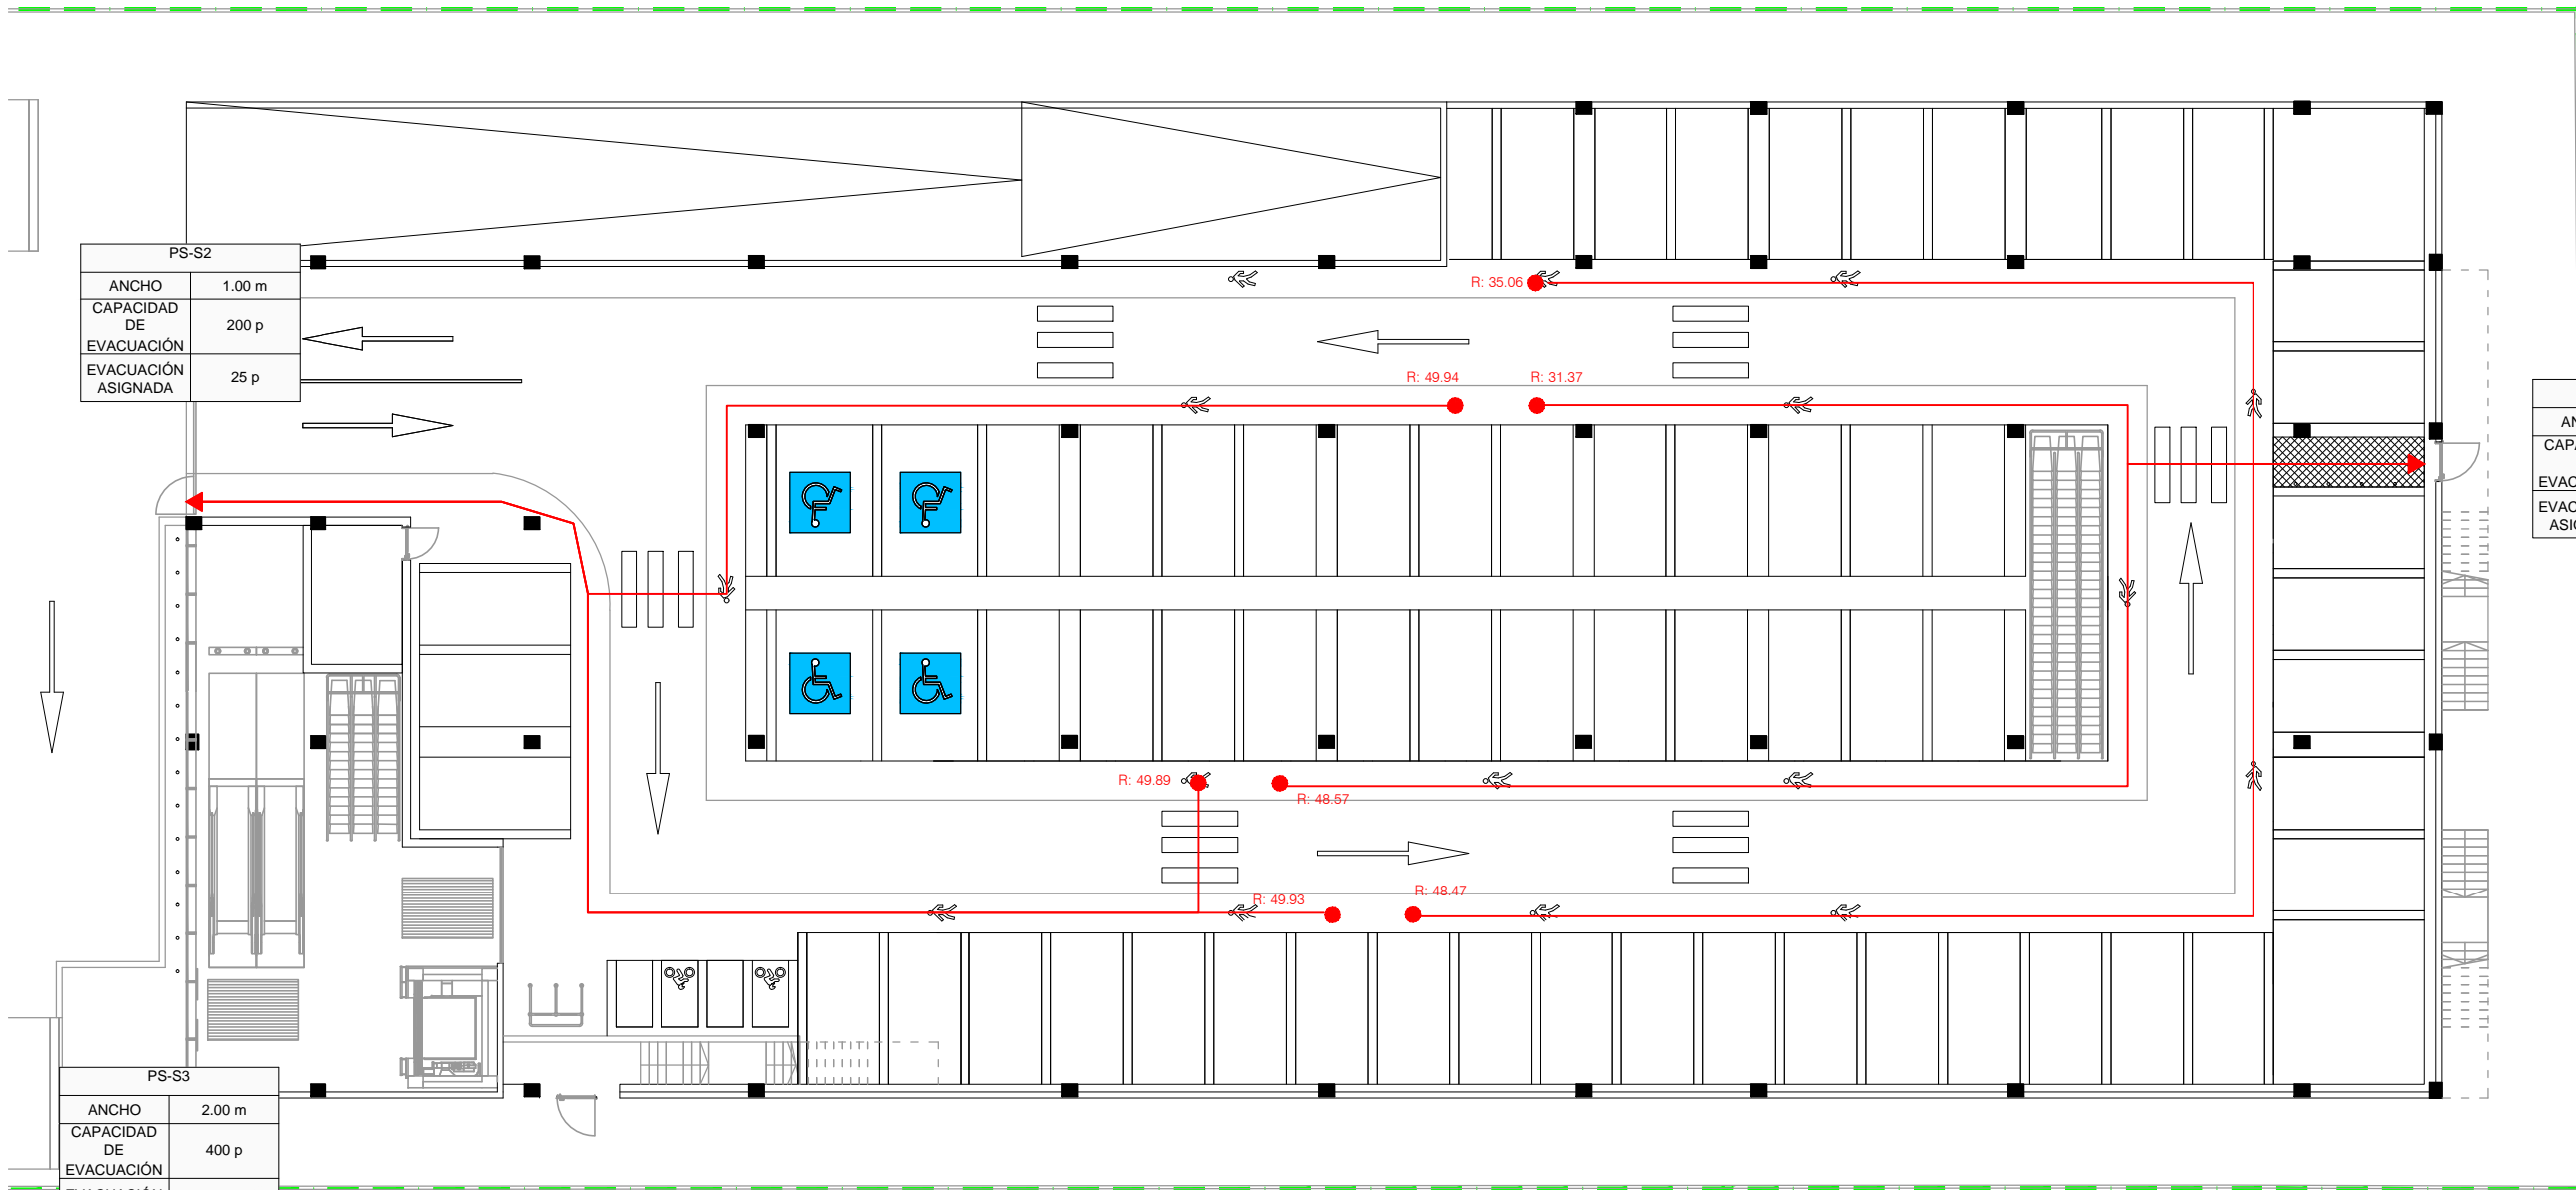 PS-S2
ANCHO 1.00 m
CAPACIDAD
DE
EVACUACIÓN 200 p
EVACUACIÓN
ASIGNADA 25 p
R: 35.06
R: 49.94
R: 31.37
R: 49.89
R: 48.57
R: 49.93
R: 48.47
PS-S3
ANCHO 2.00 m
CAPACIDAD
DE
EVACUACIÓN 400 p